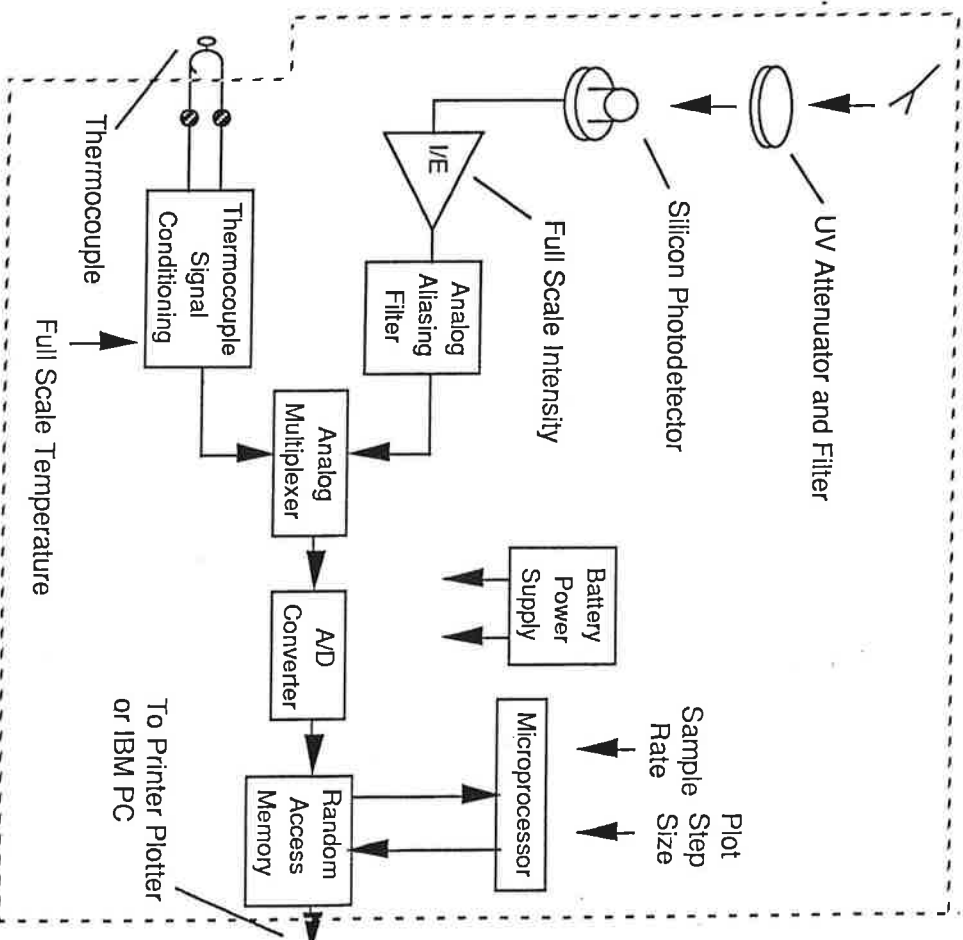 UV Attenuator and Filter
Silicon Photodetector
Full Scale Intensity
I/E
Analog
Aliasing
Filter
Thermocouple
Thermocouple
Signal
Conditioning
Full Scale Temperature
Analog
Multiplexer
Battery
Power
Supply
A/D
Converter
Sample
Rate
Plot
Step
Size
Microprocessor
Random
Access
Memory
To Printer Plotter
or IBM PC